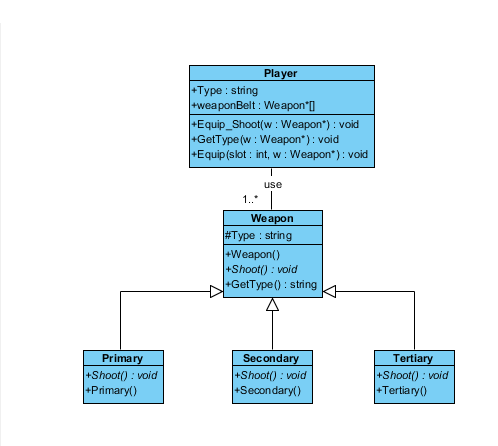 Player
+Type : string
+weaponBelt : Weapon*[]
+Equip_Shoot(w : Weapon*) : void
+GetType(w : Weapon*) : void
+Equip(slot : int, w : Weapon*) : void
use
1..*
Weapon
#Type : string
+Weapon()
+Shoot() : void
+GetType() : string
Primary
+Shoot() : void
+Primary()
Secondary
+Shoot() : void
+Secondary()
Tertiary
+Shoot() : void
+Tertiary()